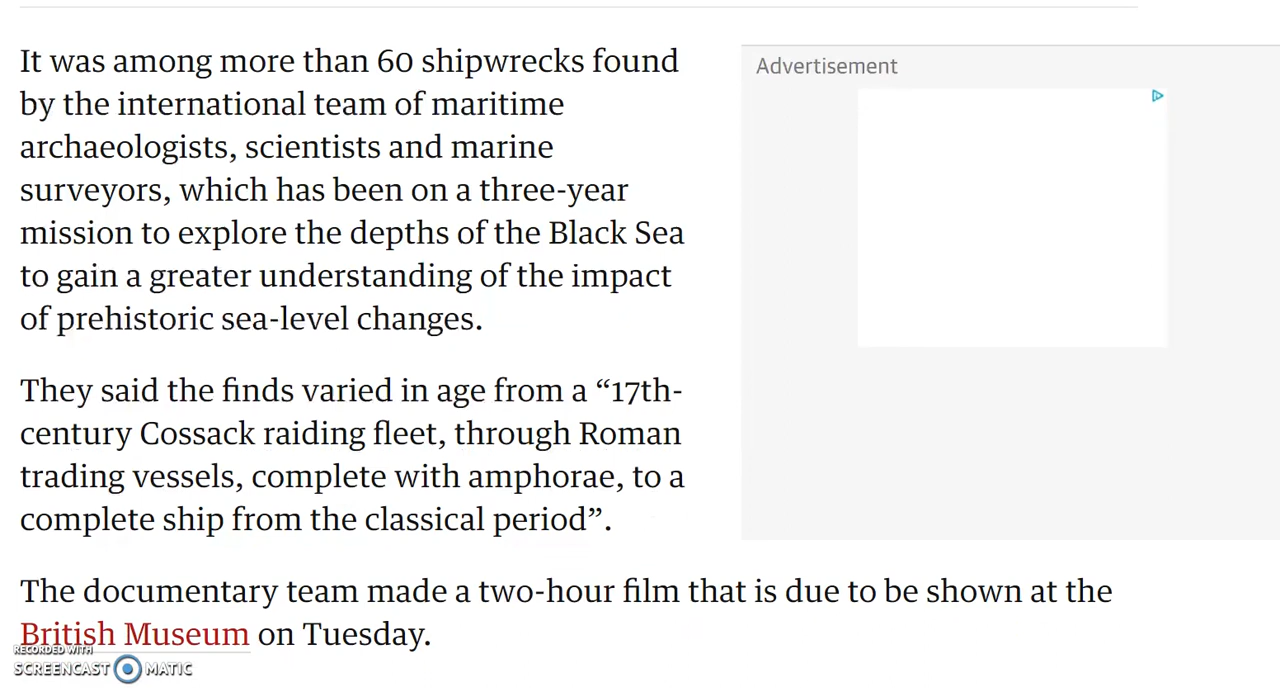 It was among more than 60 shipwrecks found
by the international team of maritime
archaeologists, scientists and marine
surveyors, which has been on a three-year
mission to explore the depths of the Black Sea
to gain a greater understanding of the impact
of prehistoric sea-level changes.
They said the finds varied in age from a “17th-
century Cossack raiding fleet, through Roman
trading vessels, complete with amphorae, to a
complete ship from the classical period”.
The documentary team made a two-hour film that is due to be shown at the
British Museum on Tuesday.
Advertisement
RECORDED WITH
SCREENCAST MATIC